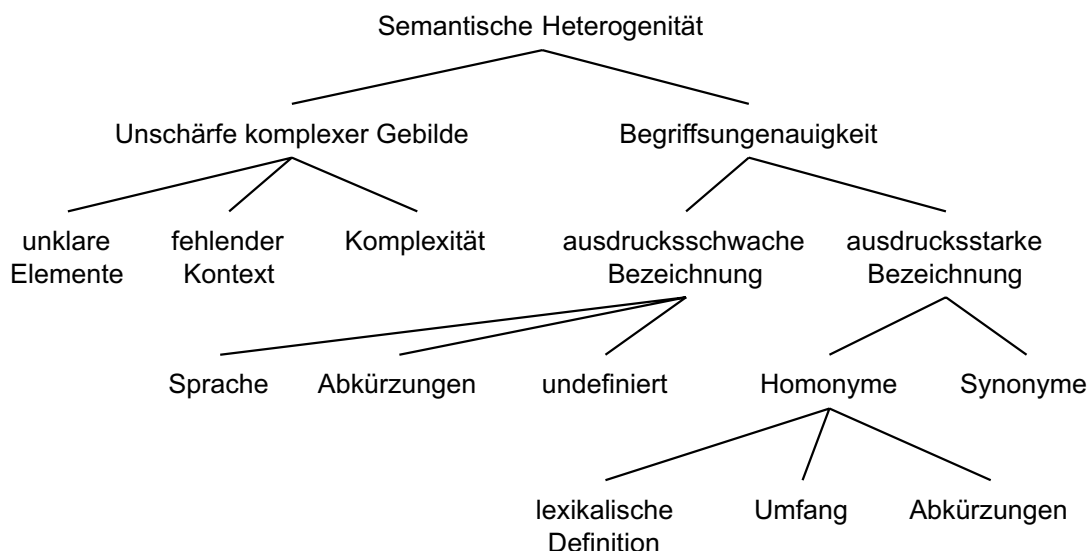 Semantische Heterogenität
Unschärfe komplexer Gebilde
Begriffsungenauigkeit
unklare
Elemente
fehlender
Kontext
Komplexität
ausdrucksschwache
Bezeichnung
ausdrucksstarke
Bezeichnung
Sprache
Abkürzungen
undefiniert
Homonyme
Synonyme
lexikalische
Definition
Umfang
Abkürzungen